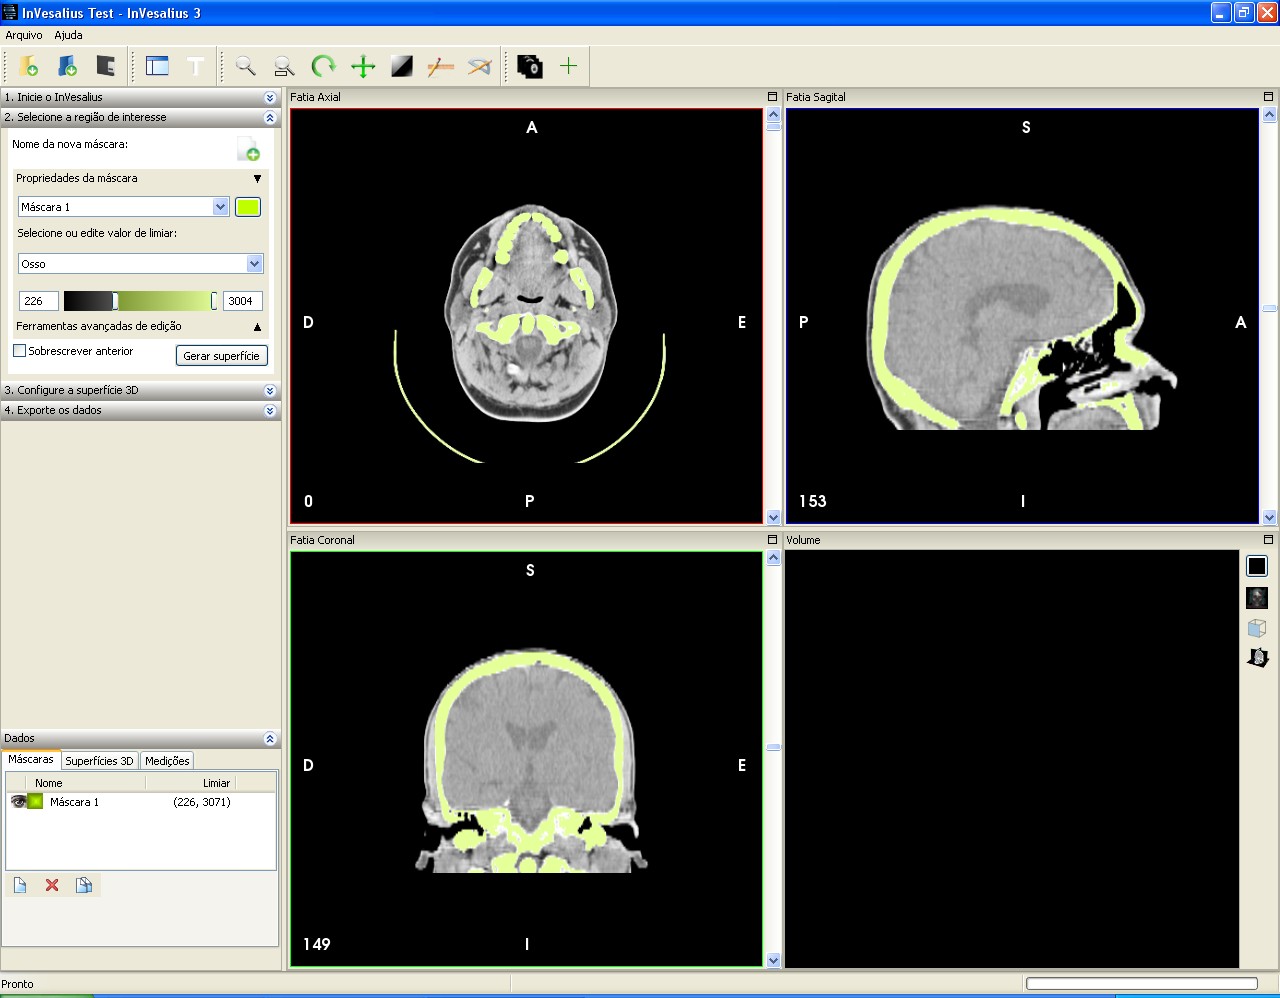 InVesalius Test - InVesalius 3
Arquivo Ajuda
1. Inicie o InVesalius
2. Selecione a região de interesse
Nome da nova máscara:
Propriedades da máscara
Máscara 1
Selecione ou edite valor de limiar:
Osso
226 3004
Ferramentas avançadas de edição
Sobrescrever anterior Gerar superfície
3. Configure a superfície 3D
4. Exporte os dados
Dados
Máscaras Superfícies 3D Medições
Nome Limiar
Máscara 1 (226, 3071)
Fatia Axial
A
D E
0 P
Fatia Sagital
S
P A
153 I
Fatia Coronal
S
D E
149 I
Volume
Pronto